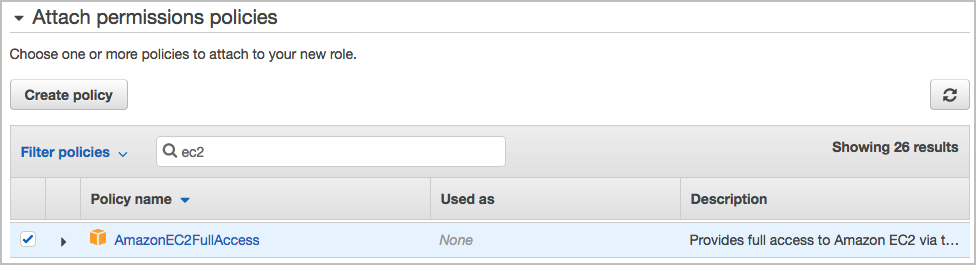 Attach permissions policies
Choose one or more policies to attach to your new role.
Create policy
Filter policies ec2 Showing 26 results
Policy name Used as Description
AmazonEC2FullAccess None Provides full access to Amazon EC2 via t...